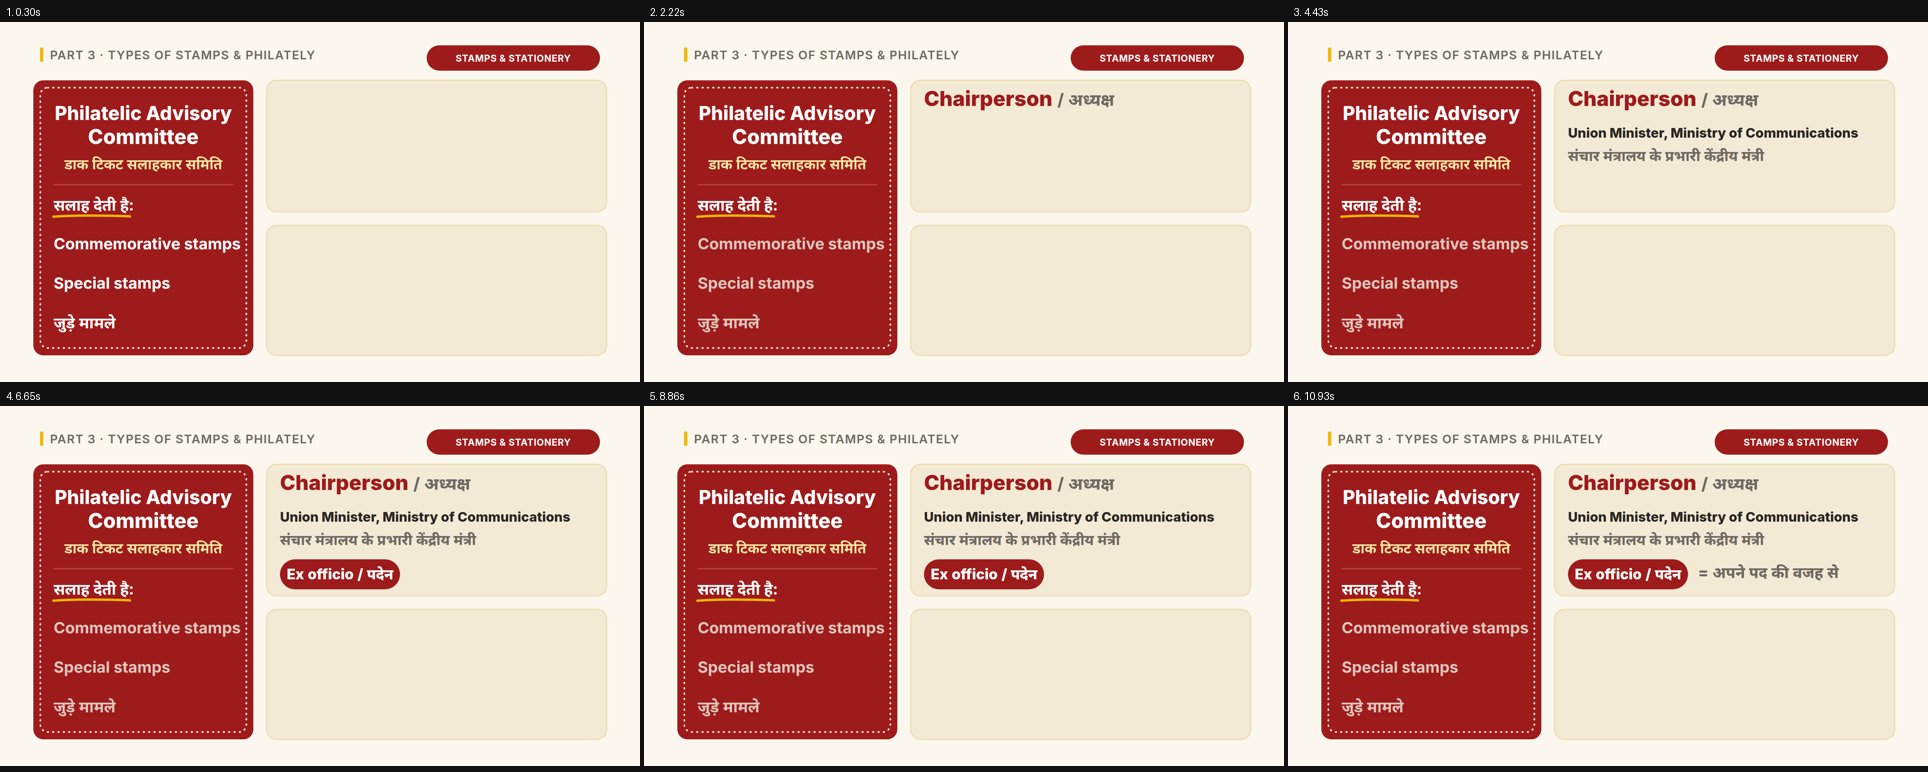 1. 0.30s
PART 3 · TYPES OF STAMPS & PHILATELY
STAMPS & STATIONERY
Philatelic Advisory
Committee
डाक टिकट सलाहकार समिति
सलाह देती है:
Commemorative stamps
Special stamps
जुड़े मामले
2. 2.22s
PART 3 · TYPES OF STAMPS & PHILATELY
STAMPS & STATIONERY
Philatelic Advisory
Committee
डाक टिकट सलाहकार समिति
सलाह देती है:
Commemorative stamps
Special stamps
जुड़े मामले
Chairperson / अध्यक्ष
3. 4.43s
PART 3 · TYPES OF STAMPS & PHILATELY
STAMPS & STATIONERY
Philatelic Advisory
Committee
डाक टिकट सलाहकार समिति
सलाह देती है:
Commemorative stamps
Special stamps
जुड़े मामले
Chairperson / अध्यक्ष
Union Minister, Ministry of Communications
संचार मंत्रालय के प्रभारी केंद्रीय मंत्री
4. 6.65s
PART 3 · TYPES OF STAMPS & PHILATELY
STAMPS & STATIONERY
Philatelic Advisory
Committee
डाक टिकट सलाहकार समिति
सलाह देती है:
Commemorative stamps
Special stamps
जुड़े मामले
Chairperson / अध्यक्ष
Union Minister, Ministry of Communications
संचार मंत्रालय के प्रभारी केंद्रीय मंत्री
Ex officio / पदेन
5. 8.86s
PART 3 · TYPES OF STAMPS & PHILATELY
STAMPS & STATIONERY
Philatelic Advisory
Committee
डाक टिकट सलाहकार समिति
सलाह देती है:
Commemorative stamps
Special stamps
जुड़े मामले
Chairperson / अध्यक्ष
Union Minister, Ministry of Communications
संचार मंत्रालय के प्रभारी केंद्रीय मंत्री
Ex officio / पदेन
6. 10.93s
PART 3 · TYPES OF STAMPS & PHILATELY
STAMPS & STATIONERY
Philatelic Advisory
Committee
डाक टिकट सलाहकार समिति
सलाह देती है:
Commemorative stamps
Special stamps
जुड़े मामले
Chairperson / अध्यक्ष
Union Minister, Ministry of Communications
संचार मंत्रालय के प्रभारी केंद्रीय मंत्री
Ex officio / पदेन = अपने पद की वजह से